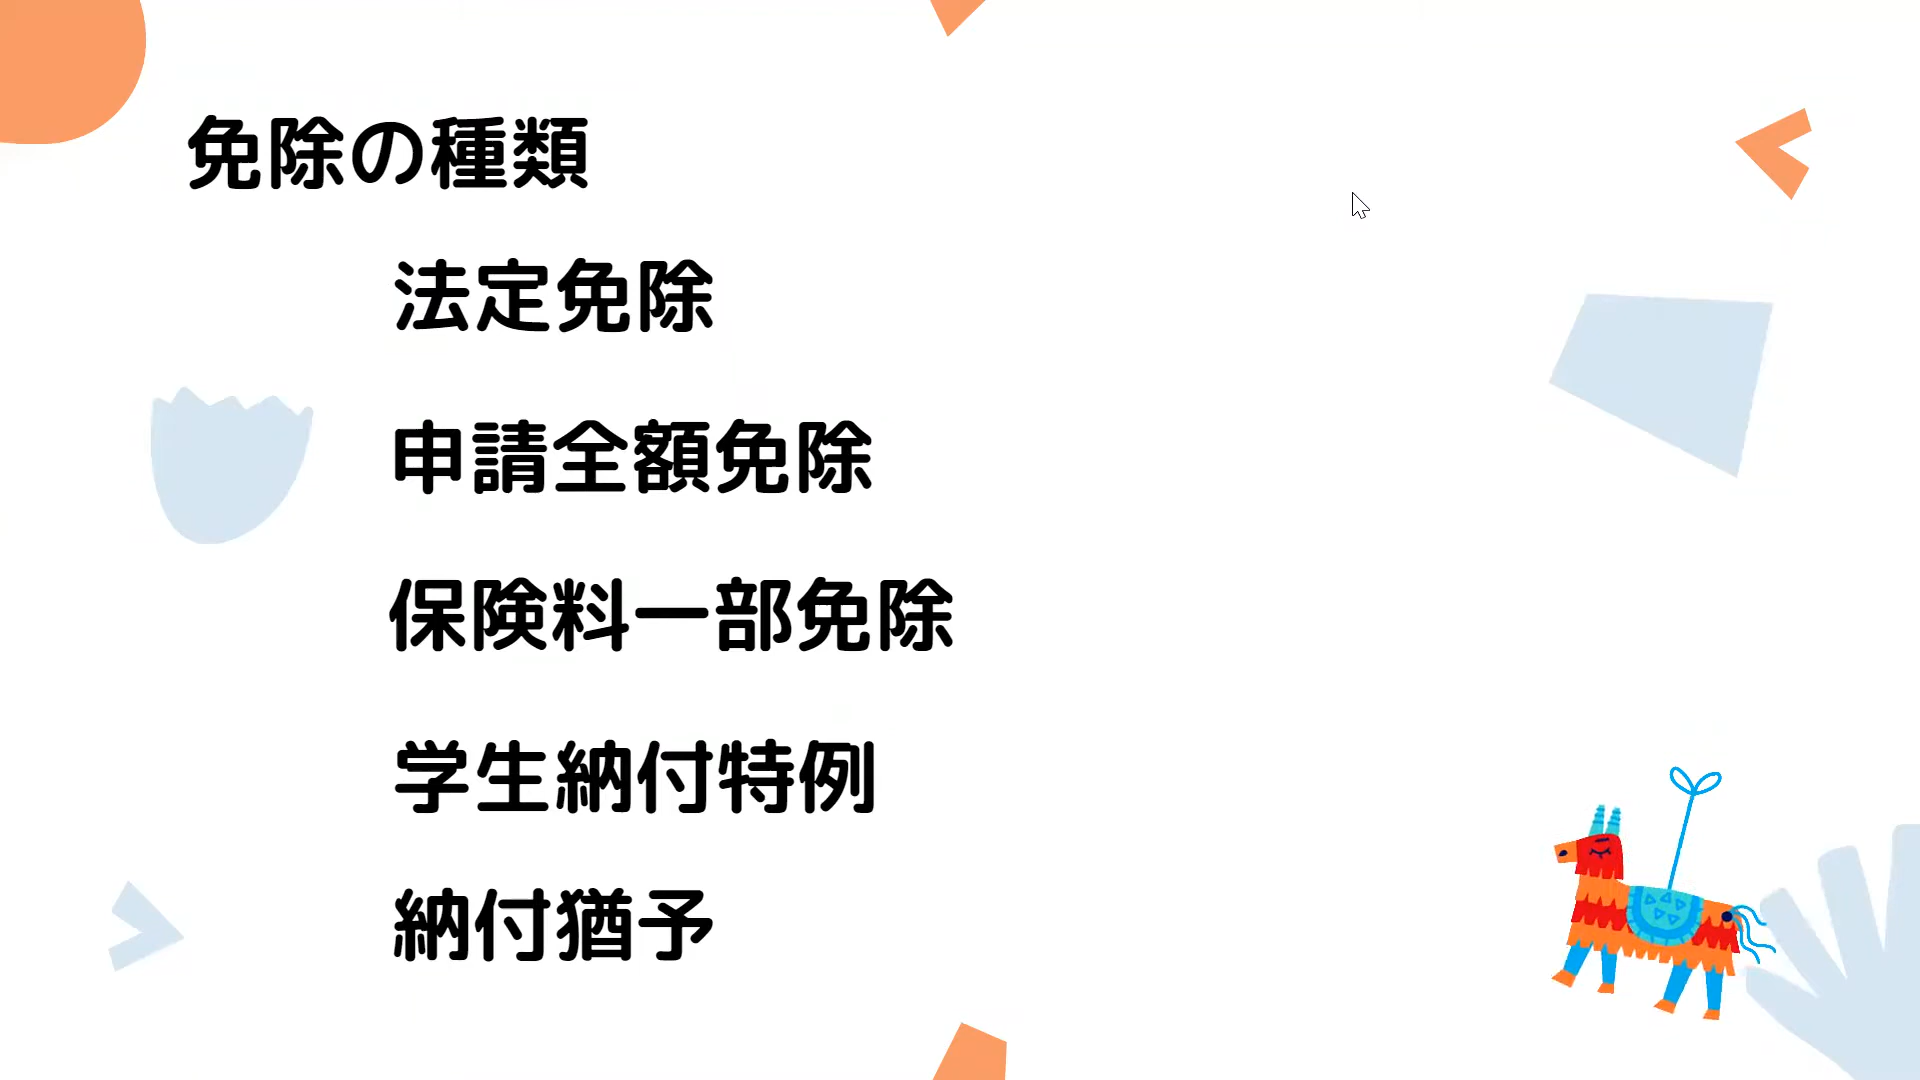 免除の種類
法定免除
申請全額免除
保険料一部免除
学生納付特例
納付猶予